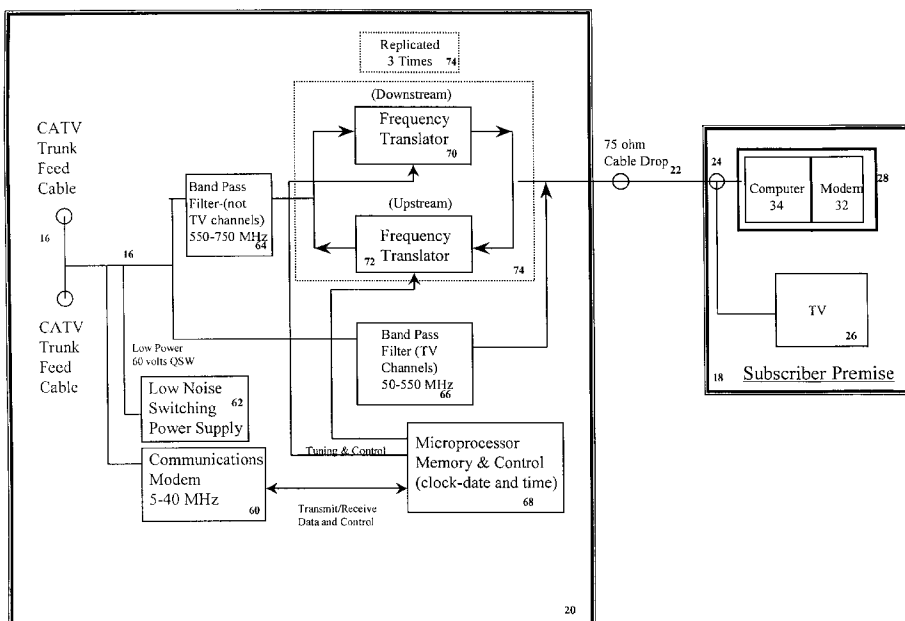 Replicated
3 Times 74
(Downstream)
Frequency
Translator
70
(Upstream)
Frequency
72 Translator
74
CATV
Trunk
Feed
Cable
16
16
CATV
Trunk
Feed
Cable
Band Pass
Filter-(not
TV channels)
550-750 MHz
64
Band Pass
Filter (TV
Channels)
50-550 MHz
66
Low Power
60 volts QSW
Low Noise
Switching 62
Power Supply
Communications
Modem
5-40 MHz
60
Tuning & Control
Transmit/Receive
Data and Control
Microprocessor
Memory & Control
(clock-date and time)
68
20
75 ohm
Cable Drop 22
24
Computer
34
Modem
32
28
TV
26
18 Subscriber Premise